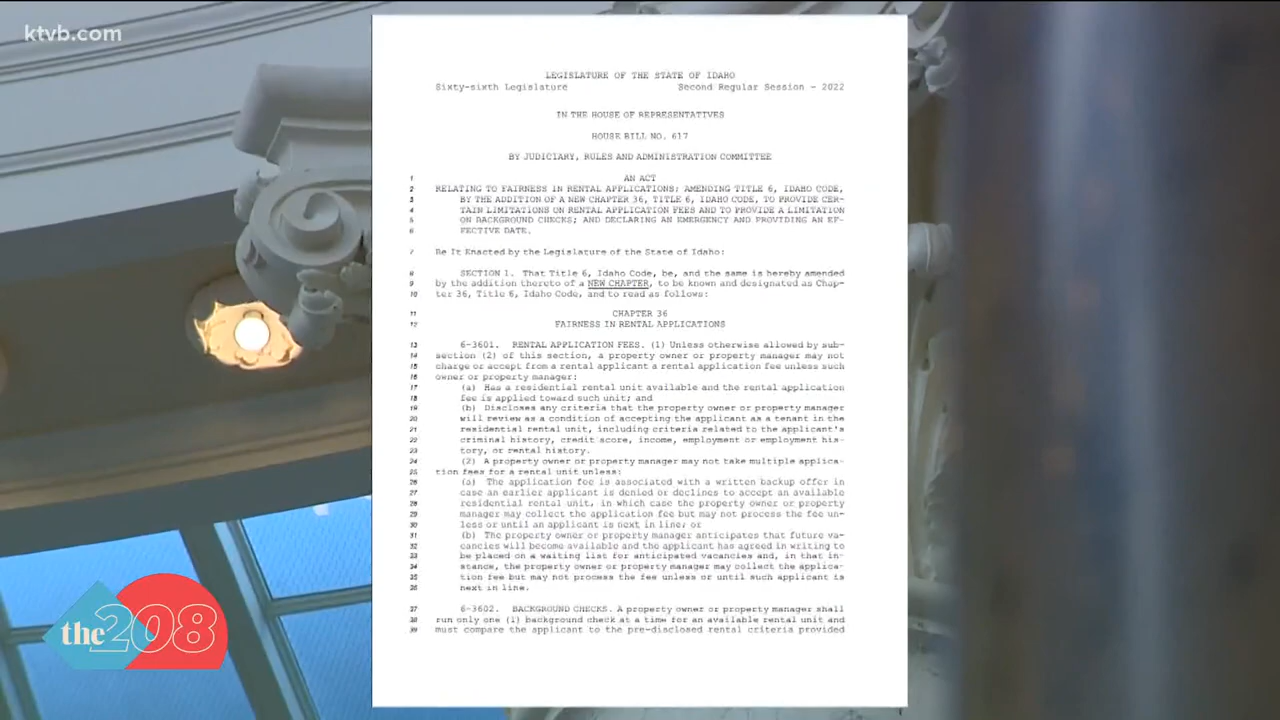 ktvb.com
LEGISLATURE OF THE STATE OF IDAHO
Sixty-sixth Legislature Second Regular Session - 2022
IN THE HOUSE OF REPRESENTATIVES
HOUSE BILL NO. 617
BY JUDICIARY, RULES AND ADMINISTRATION COMMITTEE
1 AN ACT
2 RELATING TO FAIRNESS IN RENTAL APPLICATIONS; AMENDING TITLE 6, IDAHO CODE,
3 BY THE ADDITION OF A NEW CHAPTER 36, TITLE 6, IDAHO CODE, TO PROVIDE CER-
4 TAIN LIMITATIONS ON RENTAL APPLICATION FEES AND TO PROVIDE A LIMITATION
5 ON BACKGROUND CHECKS; AND DECLARING AN EMERGENCY AND PROVIDING AN EF-
6 FECTIVE DATE.
7 Be It Enacted by the Legislature of the State of Idaho:
8 SECTION 1. That Title 6, Idaho Code, be, and the same is hereby amended
9 by the addition thereto of a NEW CHAPTER, to be known and designated as Chap-
10 ter 36, Title 6, Idaho Code, and to read as follows:
11 CHAPTER 36
12 FAIRNESS IN RENTAL APPLICATIONS
13 6-3601. RENTAL APPLICATION FEES. (1) Unless otherwise allowed by sub-
14 section (2) of this section, a property owner or property manager may not
15 charge or accept from a rental applicant a rental application fee unless such
16 owner or property manager:
17 (a) Has a residential rental unit available and the rental application
18 fee is applied toward such unit; and
19 (b) Discloses any criteria that the property owner or property manager
20 will review as a condition of accepting the applicant as a tenant in the
21 residential rental unit, including criteria related to the applicant's
22 criminal history, credit score, income, employment or employment his-
23 tory, or rental history.
24 (2) A property owner or property manager may not take multiple applica-
25 tion fees for a rental unit unless:
26 (a) The application fee is associated with a written backup offer in
27 case an earlier applicant is denied or declines to accept an available
28 residential rental unit, in which case the property owner or property
29 manager may collect the application fee but may not process the fee un-
30 less or until an applicant is next in line; or
31 (b) The property owner or property manager anticipates that future va-
32 cancies will become available and the applicant has agreed in writing to
33 be placed on a waiting list for anticipated vacancies and, in that in-
34 stance, the property owner or property manager may collect the applica-
35 tion fee but may not process the fee unless or until such applicant is
36 next in line.
37 6-3602. BACKGROUND CHECKS. A property owner or property manager shall
38 run only one (1) background check at a time for an available rental unit and
39 must compare the applicant to the pre-disclosed rental criteria provided
the 208